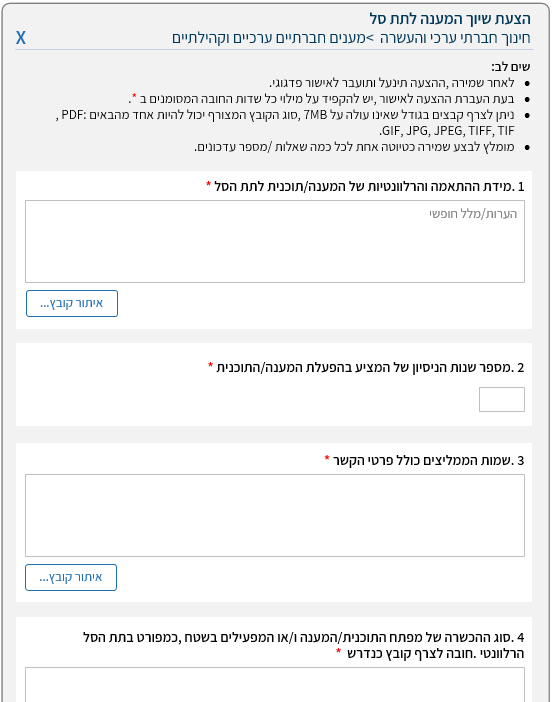 הצעת שיוך המענה לתת סל
חינוך חברתי ערכי והעשרה >מענים חברתיים ערכיים וקהילתיים
X
שים לב:
• לאחר שמירה ,ההצעה תינעל ותועבר לאישור פדגוגי.
• בעת העברת ההצעה לאישור ,יש להקפיד על מילוי כל שדות החובה המסומנים ב *.
• ניתן לצרף קבצים בגודל שאינו עולה על 7MB ,סוג הקובץ המצורף יכול להיות אחד מהבאים :PDF ,
GIF, JPG, JPEG, TIFF, TIF.
• מומלץ לבצע שמירה כטיוטה אחת לכל כמה שאלות /מספר עדכונים.
1 .מידת ההתאמה והרלוונטיות של המענה/תוכנית לתת הסל *
הערות/מלל חופשי
איתור קובץ...
2 .מספר שנות הניסיון של המציע בהפעלת המענה/התוכנית *
3 .שמות הממליצים כולל פרטי הקשר *
איתור קובץ...
4 .סוג ההכשרה של מפתח התוכנית/המענה ו/או המפעילים בשטח ,כמפורט בתת הסל
הרלוונטי .חובה לצרף קובץ כנדרש *